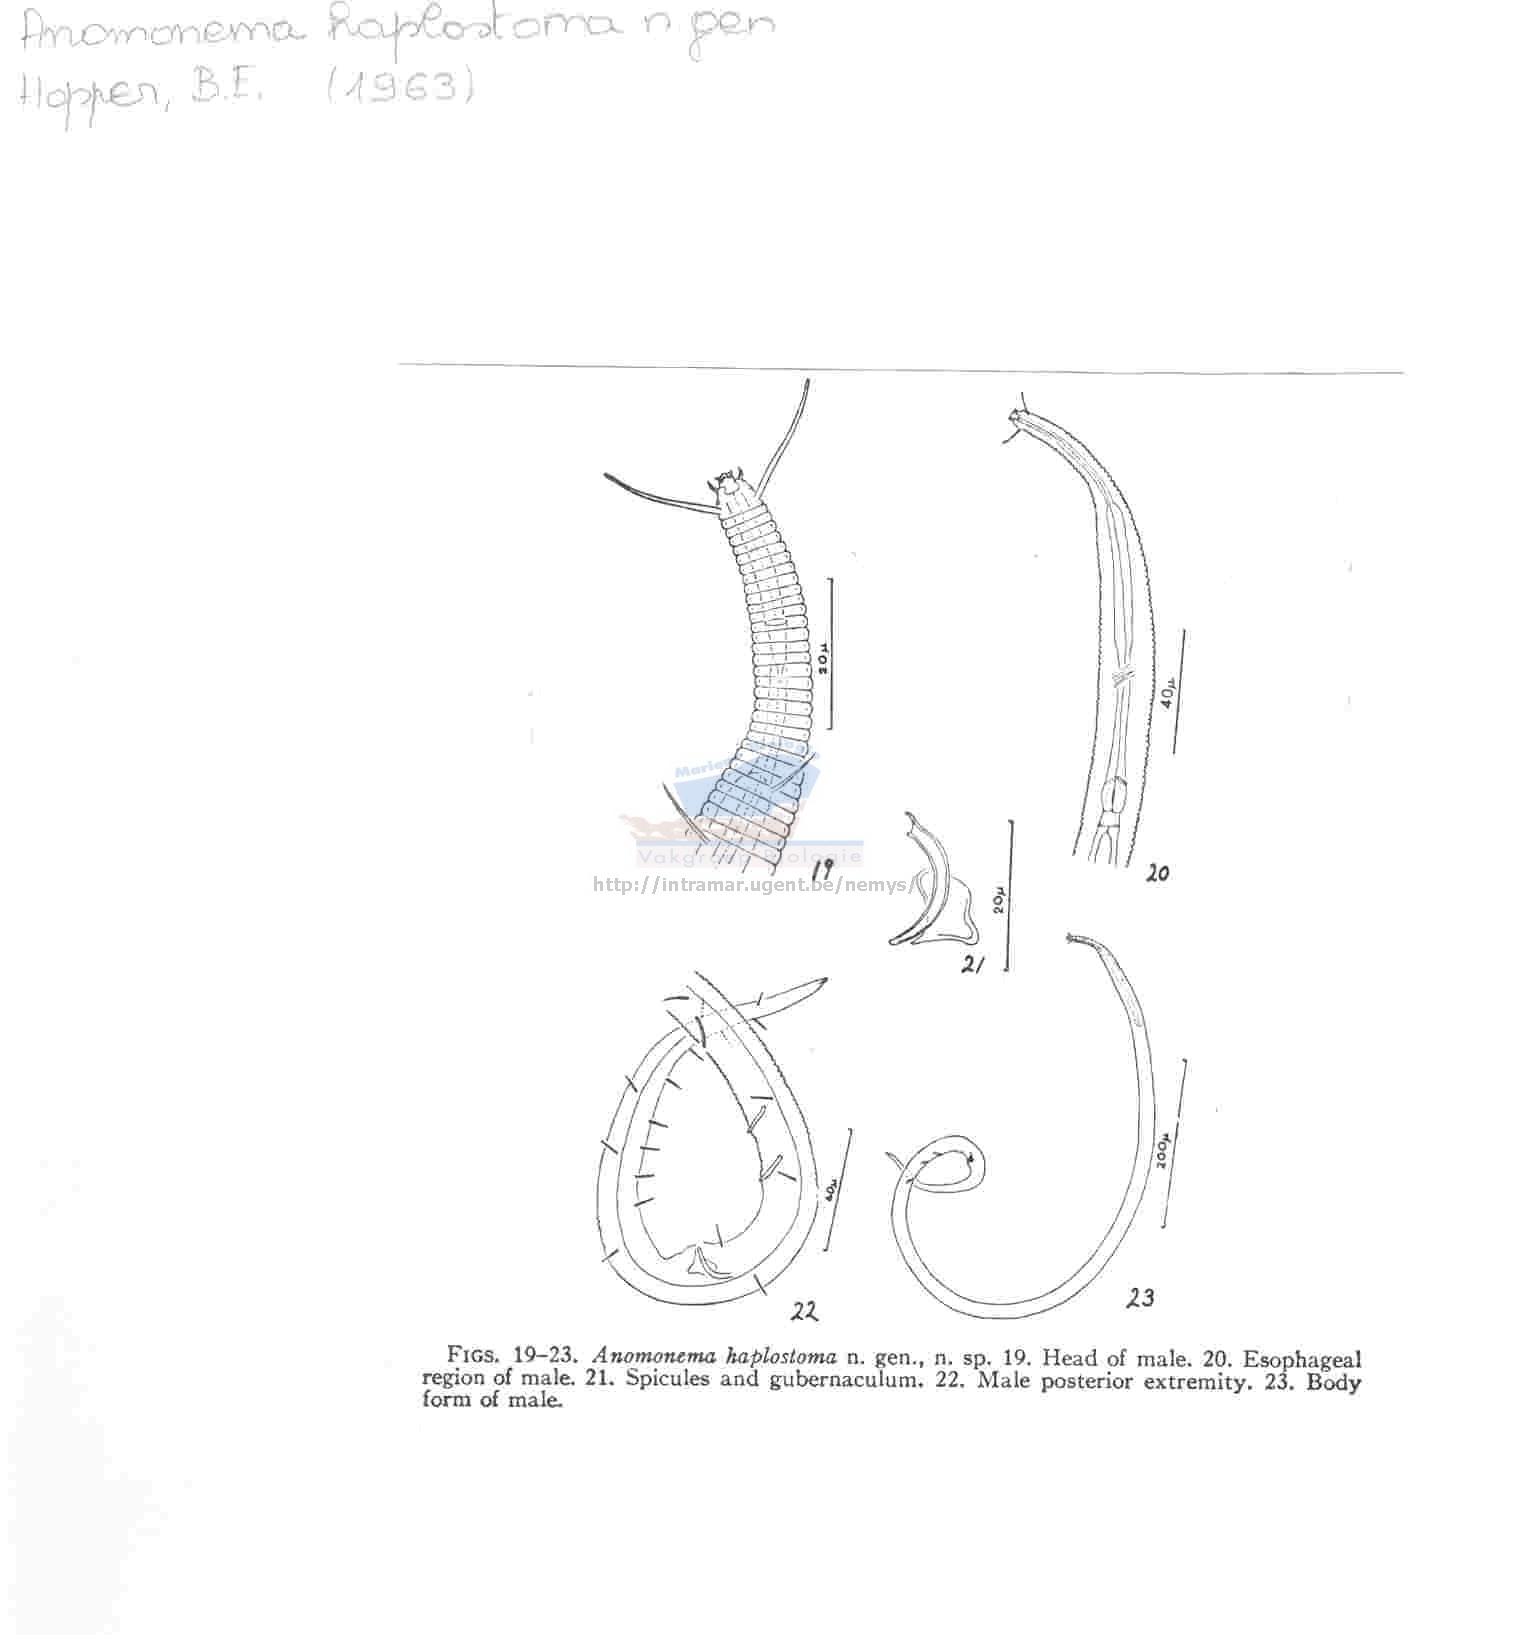 Anomonema haplostoma n gen
Hopper, B.E. (1963)
20µ
40µ
Mariene Biologie
Vakgroep Biologie
19
http://intramar.ugent.be/nemys/
20
20µ
21
200µ
22
23
FIGS. 19–23. Anomonema haplostoma n. gen., n. sp. 19. Head of male. 20. Esophageal
region of male. 21. Spicules and gubernaculum. 22. Male posterior extremity. 23. Body
form of male.